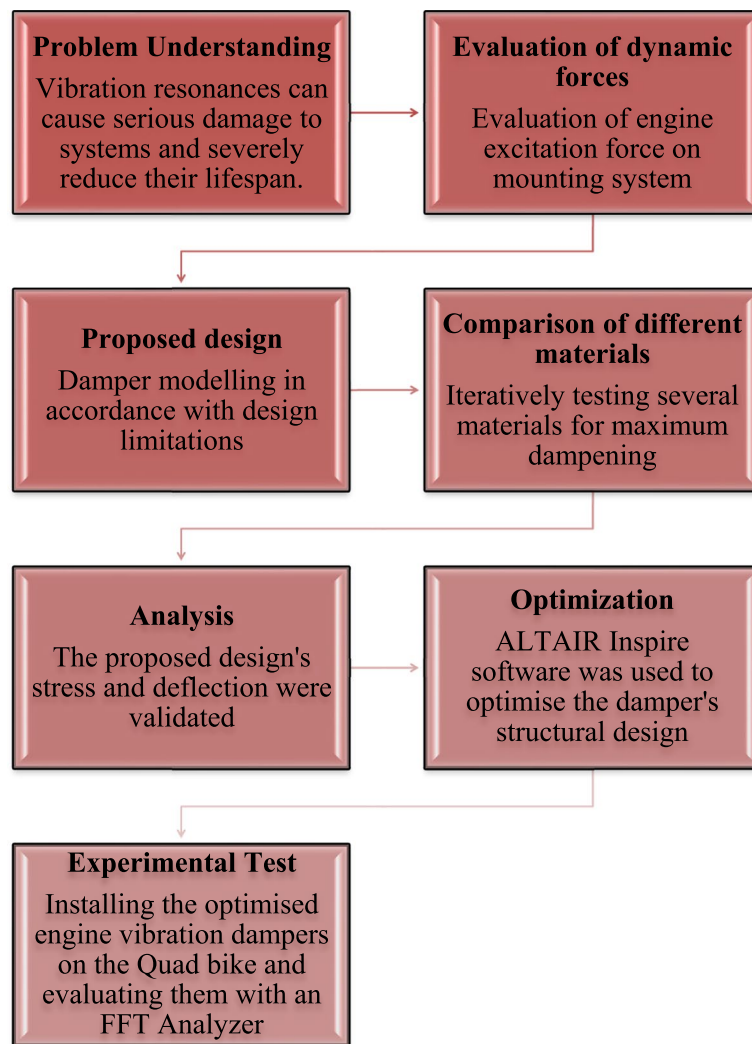 Problem Understanding
Vibration resonances can
cause serious damage to
systems and severely
reduce their lifespan.
Evaluation of dynamic
forces
Evaluation of engine
excitation force on
mounting system
Proposed design
Damper modelling in
accordance with design
limitations
Comparison of different
materials
Iteratively testing several
materials for maximum
dampening
Analysis
The proposed design's
stress and deflection were
validated
Optimization
ALTAIR Inspire
software was used to
optimise the damper's
structural design
Experimental Test
Installing the optimised
engine vibration dampers
on the Quad bike and
evaluating them with an
FFT Analyzer